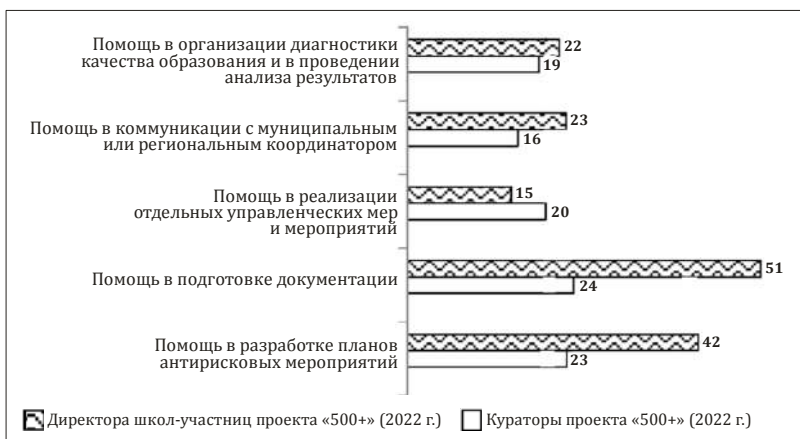 Помощь в организации диагностики
качества образования и в проведении
анализа результатов
22
19
Помощь в коммуникации с муниципальным
или региональным координатором
23
16
Помощь в реализации
отдельных управленческих мер
и мероприятий
15
20
Помощь в подготовке документации
51
24
Помощь в разработке планов
антирисковых мероприятий
42
23
Директора школ-участниц проекта «500+» (2022 г.) Кураторы проекта «500+» (2022 г.)